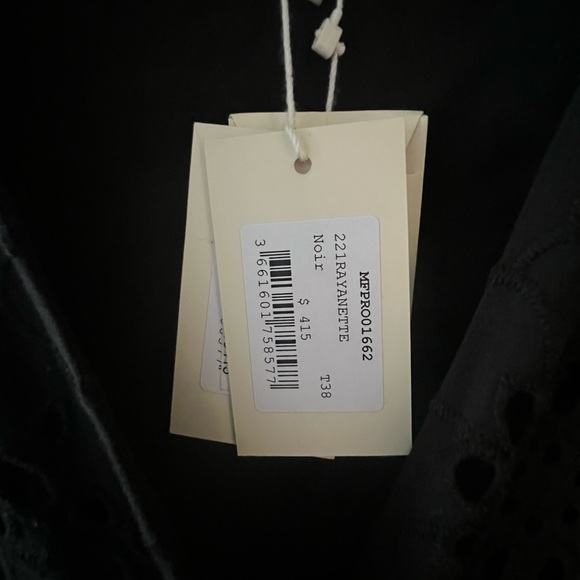 MFPRO01662
221RAYANETTE
Noir T38
$ 415
3 661601 758577